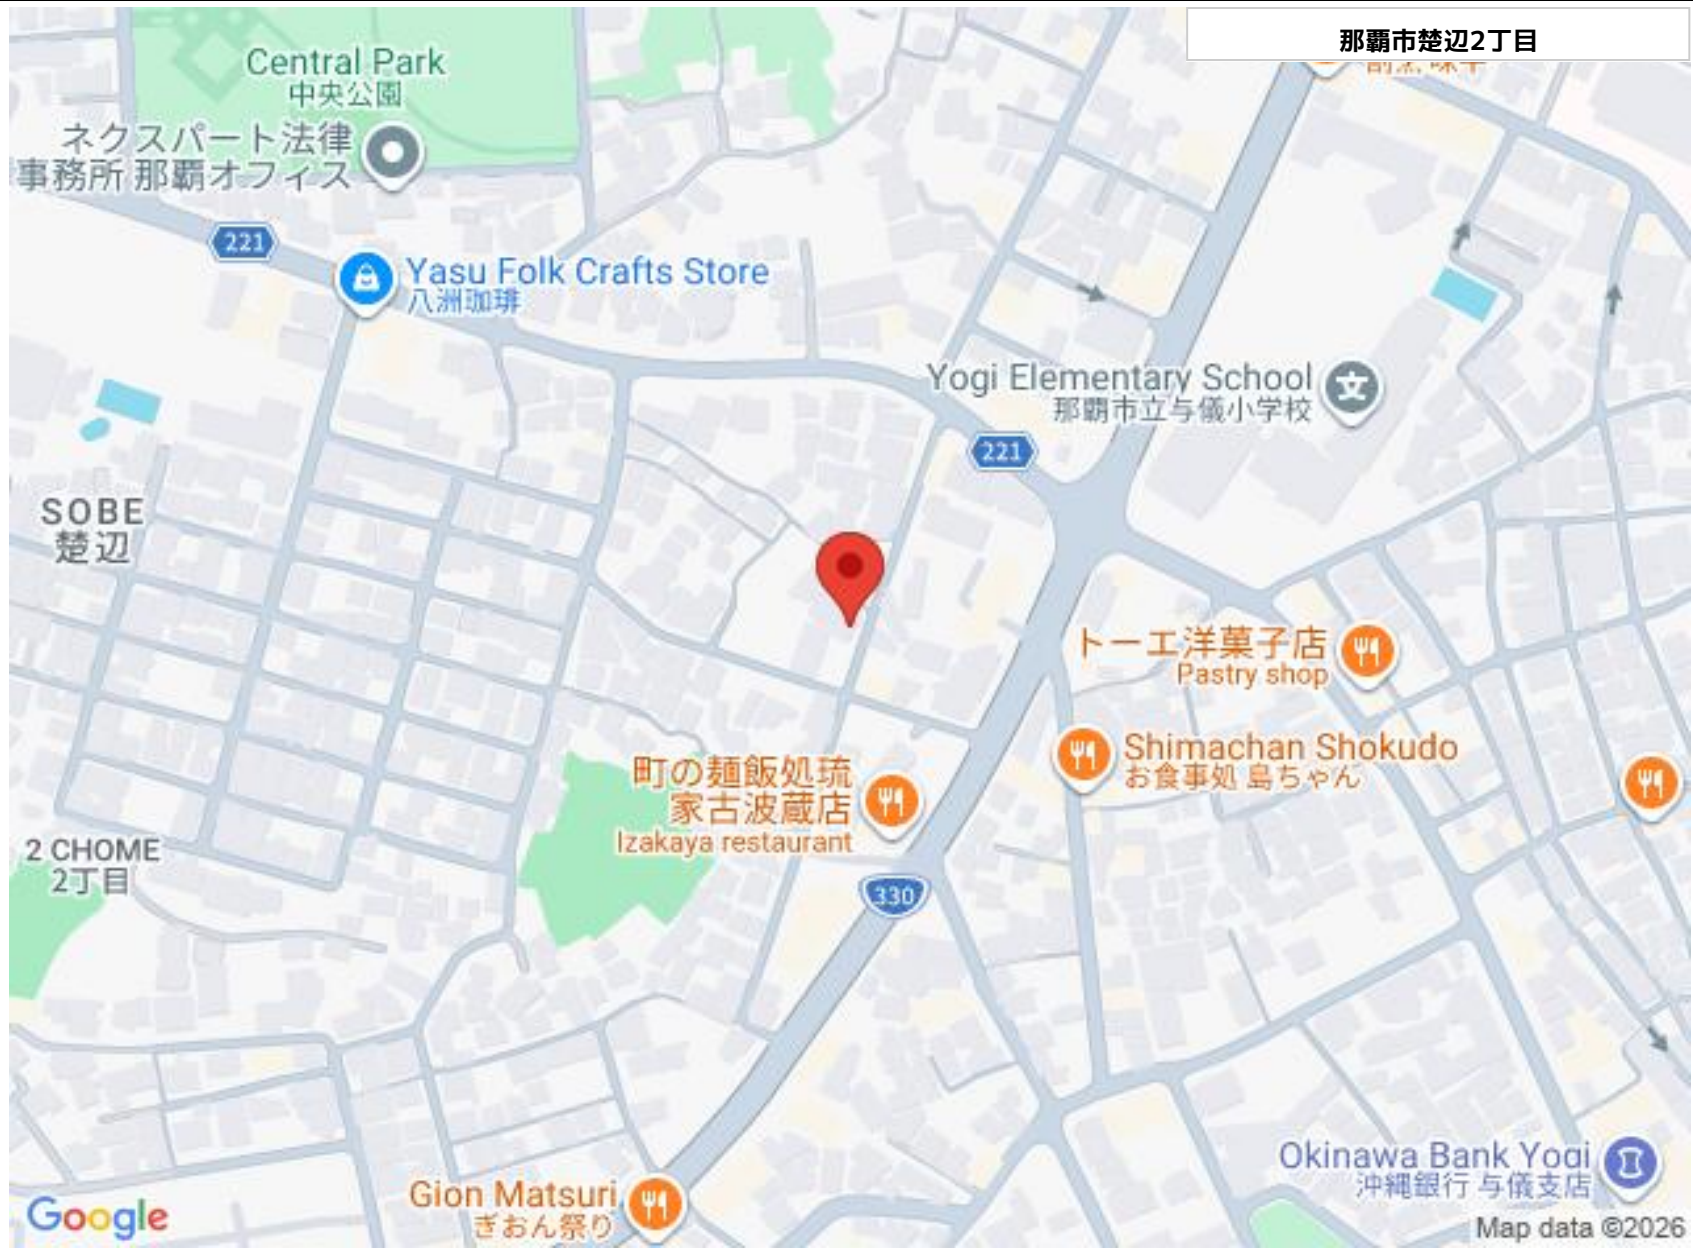 那覇市楚辺2丁目
Central Park
中央公園
ネクスパート法律
事務所 那覇オフィス
221
Yasu Folk Crafts Store
八洲珈琲
Yogi Elementary School
那覇市立与儀小学校
221
SOBE
楚辺
トーエ洋菓子店
Pastry shop
Shimachan Shokudo
お食事処 島ちゃん
町の麺飯処琉
家古波蔵店
Izakaya restaurant
2 CHOME
2丁目
330
Okinawa Bank Yogi
沖縄銀行 与儀支店
Gion Matsuri
ぎおん祭り
Google
Map data ©2026